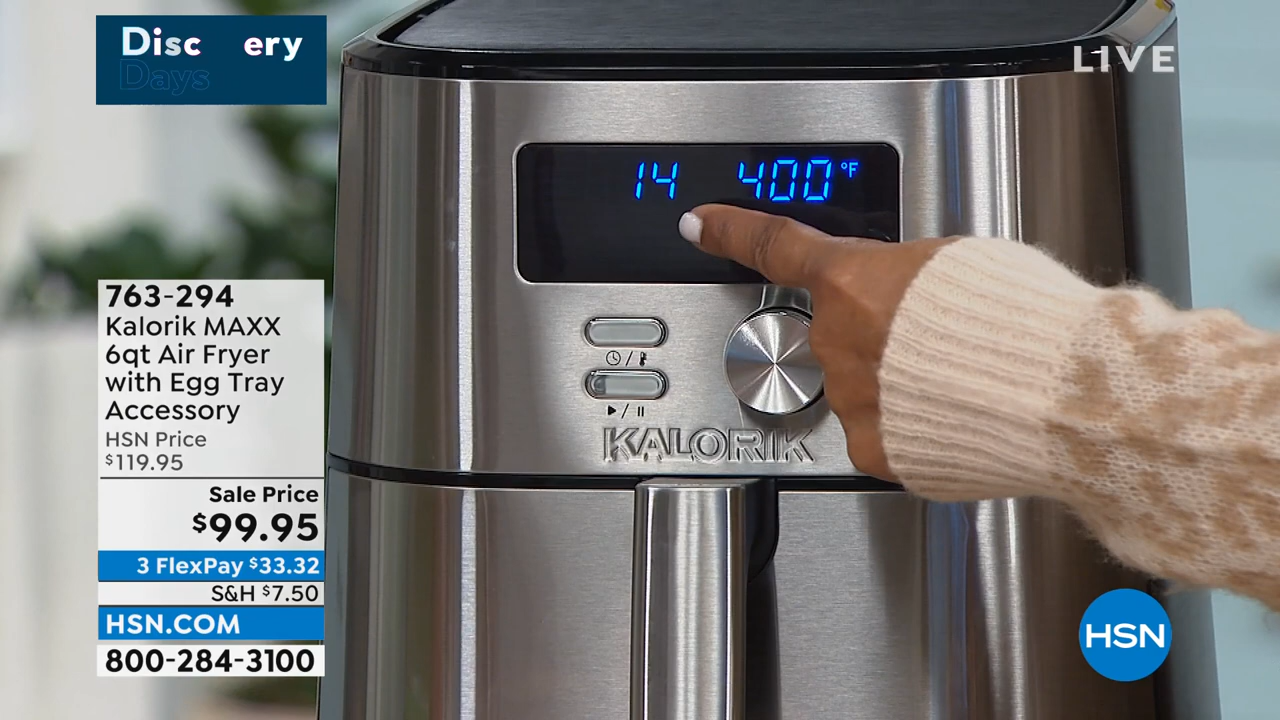 Disc ery
Days
LIVE
14 400 °F
KALORIK
763-294
Kalorik MAXX
6qt Air Fryer
with Egg Tray
Accessory
HSN Price
$119.95
Sale Price
$99.95
3 FlexPay $33.32
S&H $7.50
HSN.COM
800-284-3100
HSN